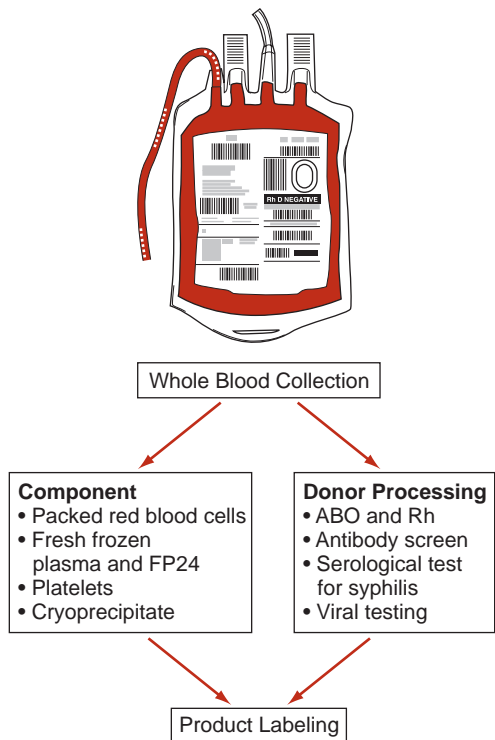 O
Rh D NEGATIVE
Whole Blood Collection
Component
• Packed red blood cells
• Fresh frozen
plasma and FP24
• Platelets
• Cryoprecipitate
Donor Processing
• ABO and Rh
• Antibody screen
• Serological test
for syphilis
• Viral testing
Product Labeling